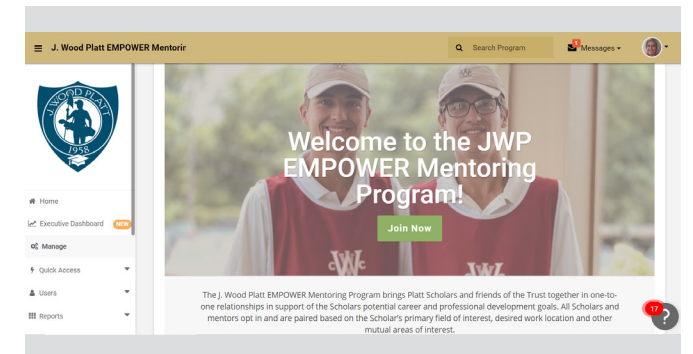 J. Wood Platt EMPOWER Mentorin
Search Program
1
Messages
J. WOOD PLATT
1958
Home
Executive Dashboard NEW
Manage
Quick Access
Users
Reports
Welcome to the JWP
EMPOWER Mentoring
Program!
Join Now
The J. Wood Platt EMPOWER Mentoring Program brings Platt Scholars and friends of the Trust together in one-to-
one relationships in support of the Scholars potential career and professional development goals. All Scholars and
mentors opt in and are paired based on the Scholar's primary field of interest, desired work location and other
mutual areas of interest.
17
?